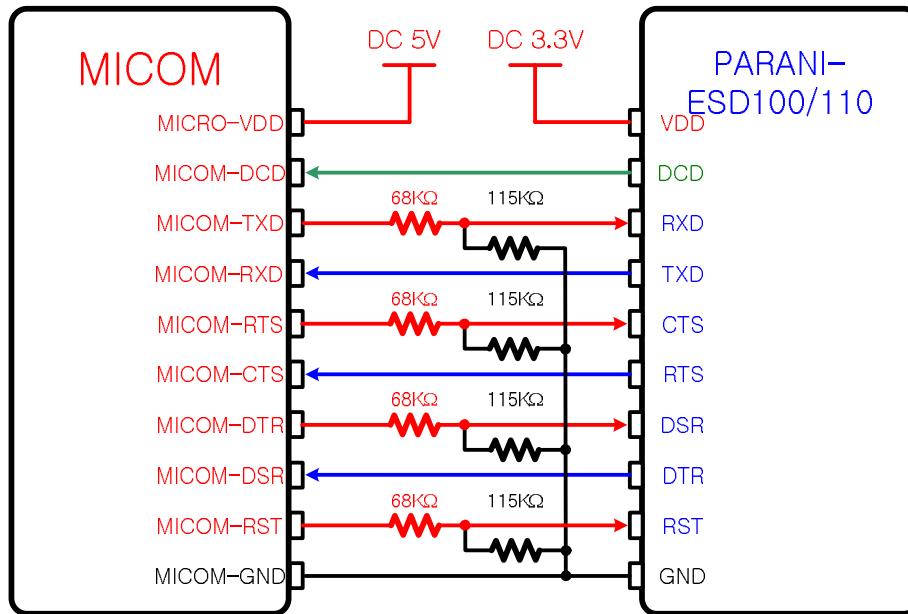 DC 5V
DC 3.3V
MICOM
PARANI-
ESD100/110
MICRO-VDD
VDD
MICOM-DCD
DCD
68KΩ
115KΩ
MICOM-TXD
RXD
MICOM-RXD
TXD
68KΩ
115KΩ
MICOM-RTS
CTS
MICOM-CTS
RTS
68KΩ
115KΩ
MICOM-DTR
DSR
MICOM-DSR
DTR
68KΩ
115KΩ
MICOM-RST
RST
MICOM-GND
GND